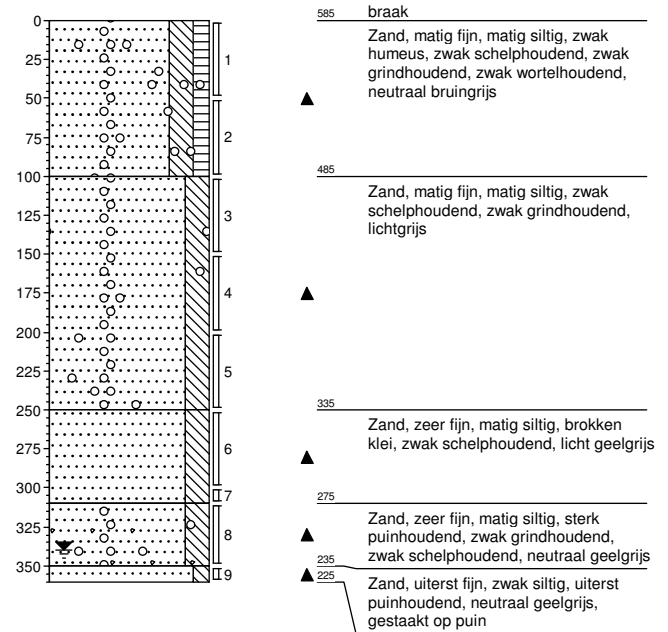 0
25
50
75
100
125
150
175
200
225
250
275
300
325
350
1
2
3
4
5
6
7
8
9
585 braak
Zand, matig fijn, matig siltig, zwak
humeus, zwak schelphoudend, zwak
grindhoudend, zwak wortelhoudend,
neutraal bruingrijs
485
Zand, matig fijn, matig siltig, zwak
schelphoudend, zwak grindhoudend,
lichtgrijs
335
Zand, zeer fijn, matig siltig, brokken
klei, zwak schelphoudend, licht geelgrijs
275
Zand, zeer fijn, matig siltig, sterk
puinhoudend, zwak grindhoudend,
zwak schelphoudend, neutraal geelgrijs
235
225
Zand, uiterst fijn, zwak siltig, uiterst
puinhoudend, neutraal geelgrijs,
gestaakt op puin